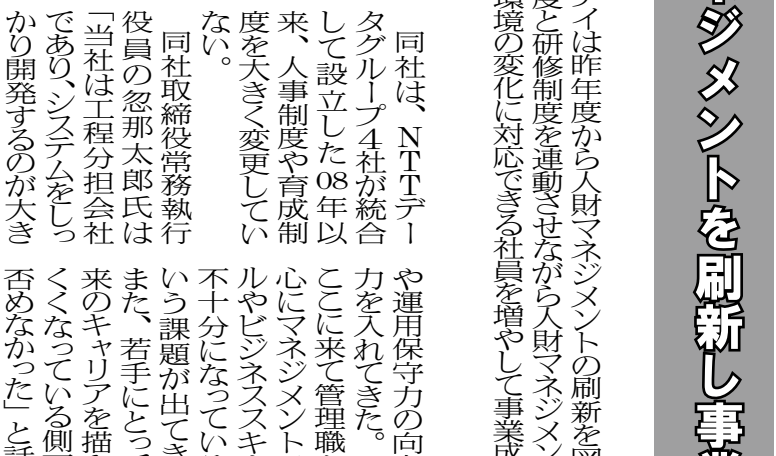 ジメントを刷新し事業
アイは昨年度から人財マネジメントの刷新を図
度と研修制度を連動させながら人財マネジメン
環境の変化に対応できる社員を増やして事業成
同社は、NTTデー
タグループ4社が統合
して設立した08年以
来、人事制度や育成制
度を大きく変更してい
ない。
同社取締役常務執行
役員の忽那太郎氏は
「当社は工程分担会社
であり、システムをしっ
かり開発するのが大き
や運用保守力の向
力を入れてきた。
ここに来て管理職
心にマネジメント
ルやビジネススキ
不十分になってい
いう課題が出てき
また、若手にとっ
来のキャリアを描
くくなっている側面
否めなかった」と話